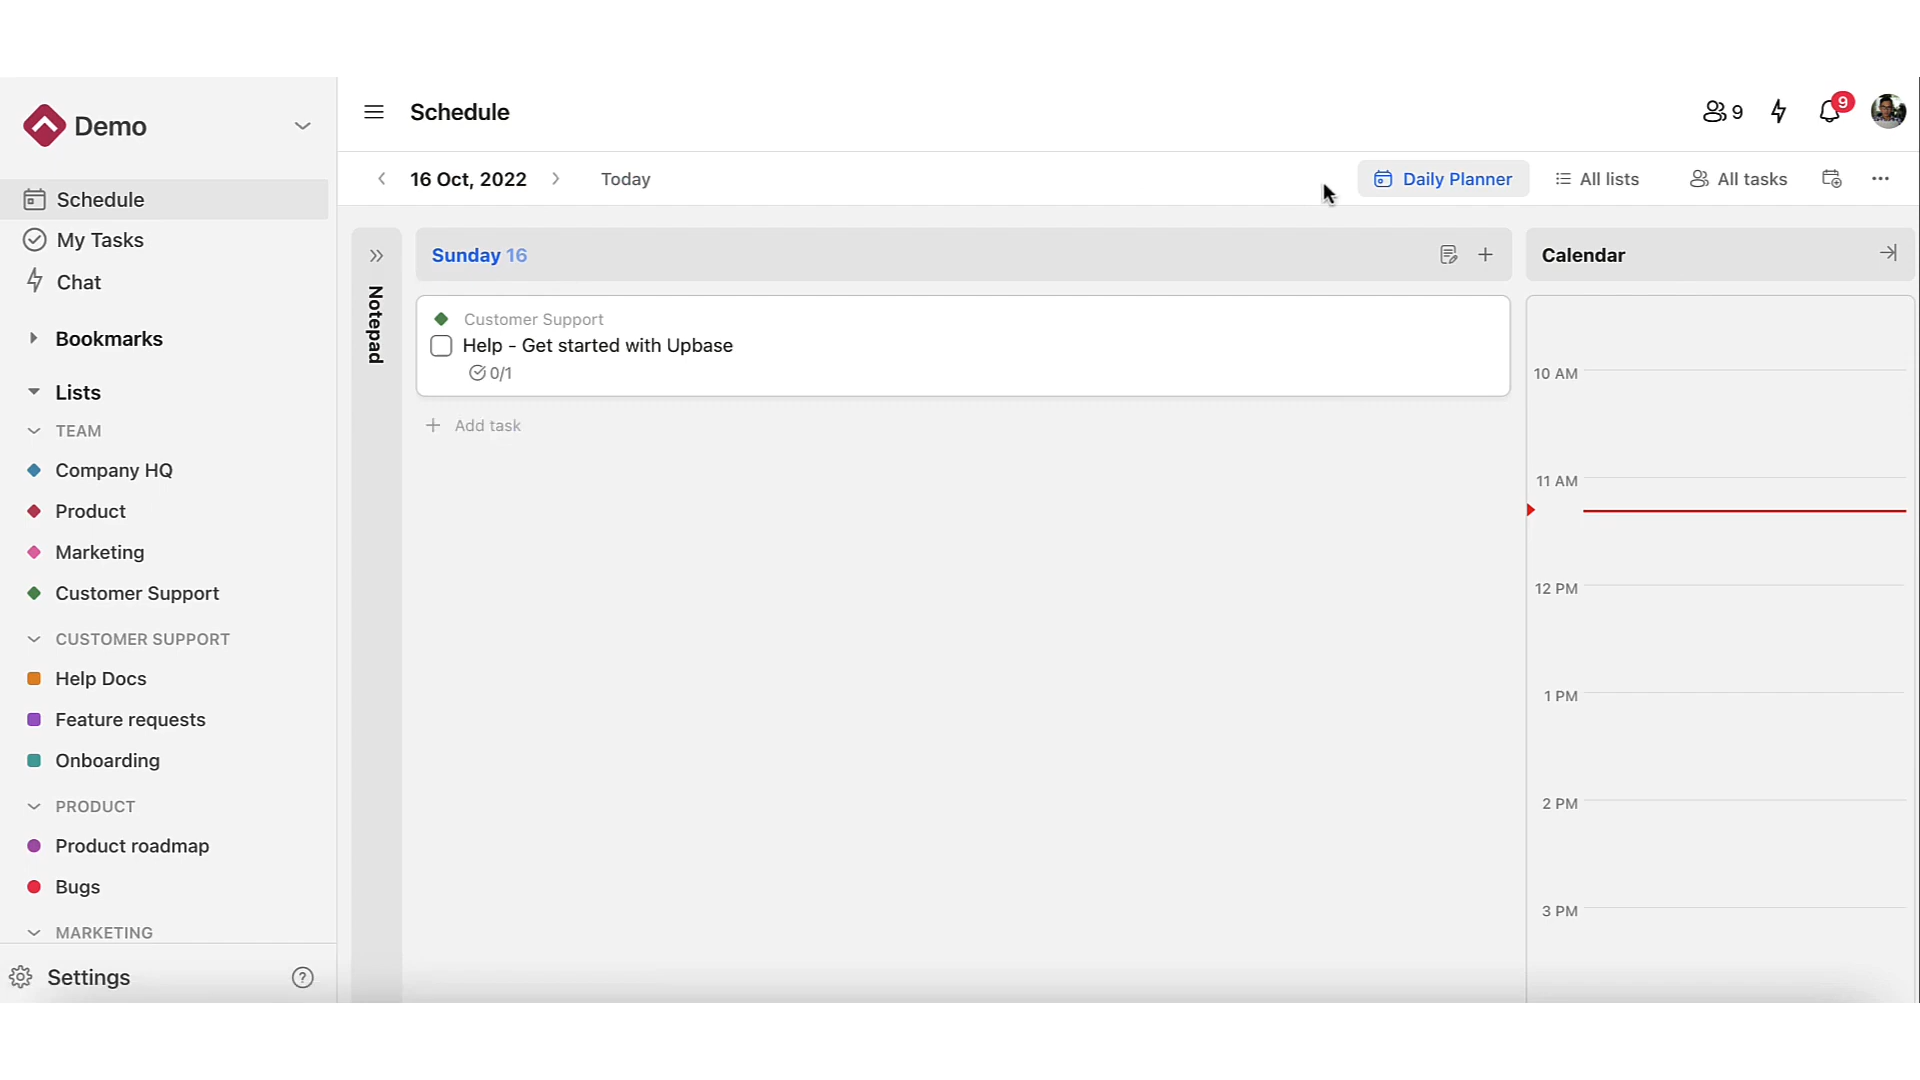 Demo
Schedule
My Tasks
Chat
Bookmarks
Lists
TEAM
Company HQ
Product
Marketing
Customer Support
CUSTOMER SUPPORT
Help Docs
Feature requests
Onboarding
PRODUCT
Product roadmap
Bugs
MARKETING
Settings
?
Schedule
9
9
16 Oct, 2022
Today
Daily Planner
All lists
All tasks
Notepad
Sunday 16
Customer Support
Help - Get started with Upbase
0/1
Add task
Calendar
10 AM
11 AM
12 PM
1 PM
2 PM
3 PM